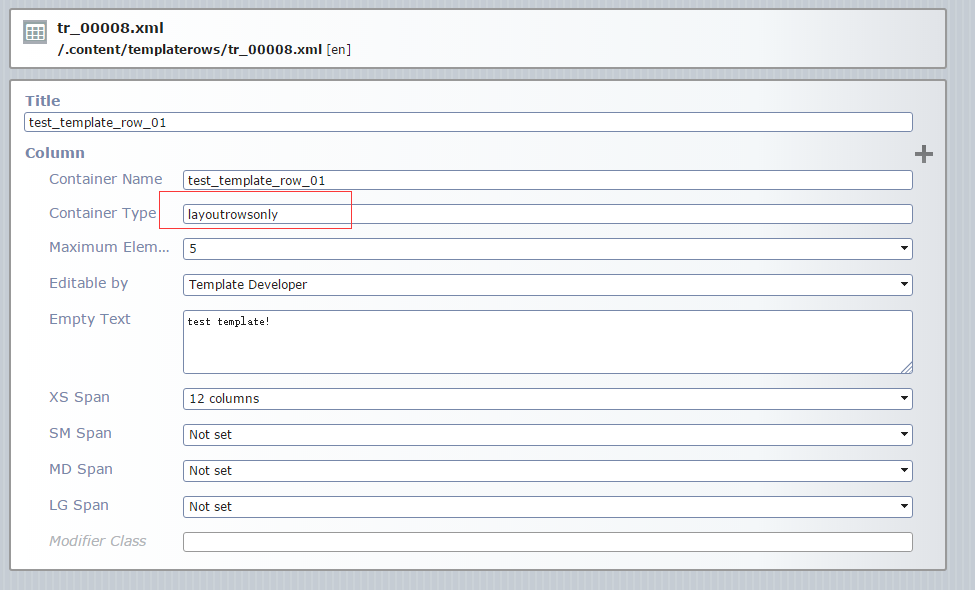 tr_00008.xml
/.content/templaterows/tr_00008.xml [en]
Title
test_template_row_01
Column
Container Name test_template_row_01
Container Type layoutrowsonly
Maximum Elem... 5
Editable by Template Developer
Empty Text test template!
XS Span 12 columns
SM Span Not set
MD Span Not set
LG Span Not set
Modifier Class